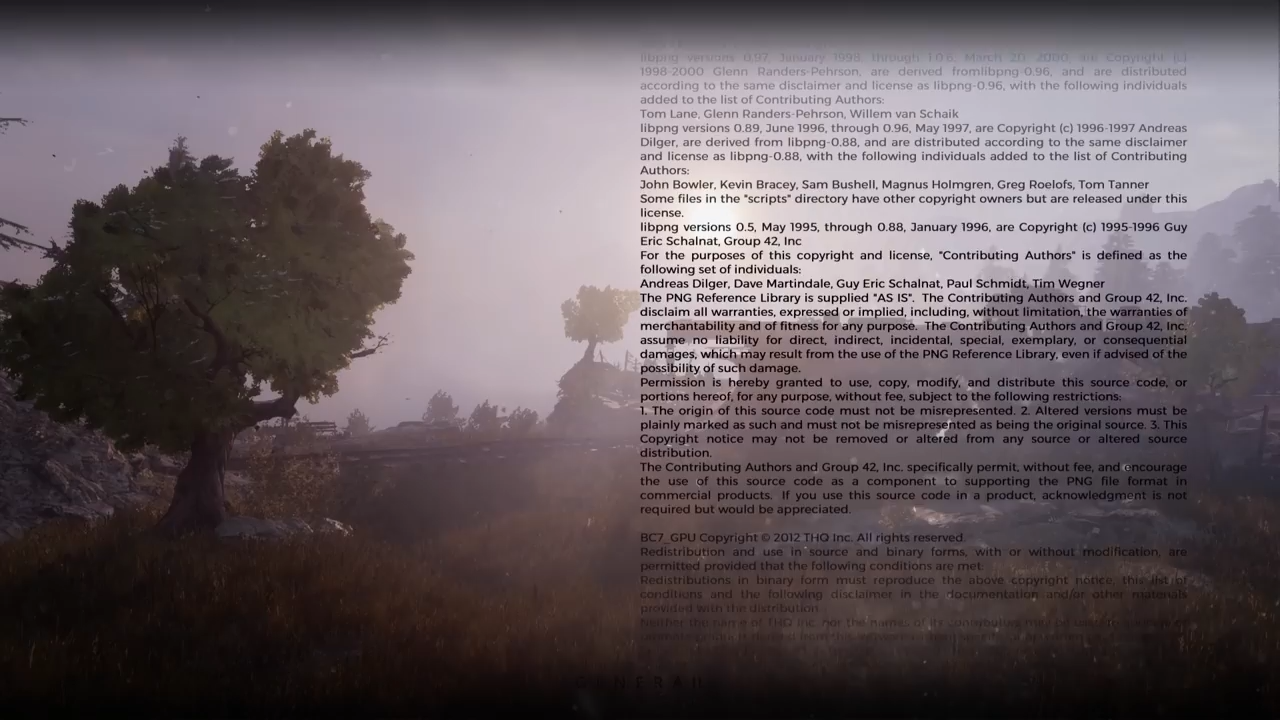 libpng versions 0.97, January 1998, through 1.0.6, March 20, 2000, are Copyright (c)
1998-2000 Glenn Randers-Pehrson, are derived fromlibpng-0.96, and are distributed
according to the same disclaimer and license as libpng-0.96, with the following individuals
added to the list of Contributing Authors:
Tom Lane, Glenn Randers-Pehrson, Willem van Schaik
libpng versions 0.89, June 1996, through 0.96, May 1997, are Copyright (c) 1996-1997 Andreas
Dilger, are derived from libpng-0.88, and are distributed according to the same disclaimer
and license as libpng-0.88, with the following individuals added to the list of Contributing
Authors:
John Bowler, Kevin Bracey, Sam Bushell, Magnus Holmgren, Greg Roelofs, Tom Tanner
Some files in the "scripts" directory have other copyright owners but are released under this
license.
libpng versions 0.5, May 1995, through 0.88, January 1996, are Copyright (c) 1995-1996 Guy
Eric Schalnat, Group 42, Inc
For the purposes of this copyright and license, "Contributing Authors" is defined as the
following set of individuals:
Andreas Dilger, Dave Martindale, Guy Eric Schalnat, Paul Schmidt, Tim Wegner
The PNG Reference Library is supplied "AS IS". The Contributing Authors and Group 42, Inc.
disclaim all warranties, expressed or implied, including, without limitation, the warranties of
merchantability and of fitness for any purpose. The Contributing Authors and Group 42, Inc.
assume no liability for direct, indirect, incidental, special, exemplary, or consequential
damages, which may result from the use of the PNG Reference Library, even if advised of the
possibility of such damage.
Permission is hereby granted to use, copy, modify, and distribute this source code, or
portions hereof, for any purpose, without fee, subject to the following restrictions:
1. The origin of this source code must not be misrepresented. 2. Altered versions must be
plainly marked as such and must not be misrepresented as being the original source. 3. This
Copyright notice may not be removed or altered from any source or altered source
distribution.
The Contributing Authors and Group 42, Inc. specifically permit, without fee, and encourage
the use of this source code as a component to supporting the PNG file format in
commercial products. If you use this source code in a product, acknowledgment is not
required but would be appreciated.
BC7_GPU Copyright © 2012 THQ Inc. All rights reserved.
Redistribution and use in source and binary forms, with or without modification, are
permitted provided that the following conditions are met:
Redistributions in binary form must reproduce the above copyright notice, this list of
conditions and the following disclaimer in the documentation and/or other materials
provided with the distribution.
Neither the name of THQ Inc. nor the names of its contributors may be used to